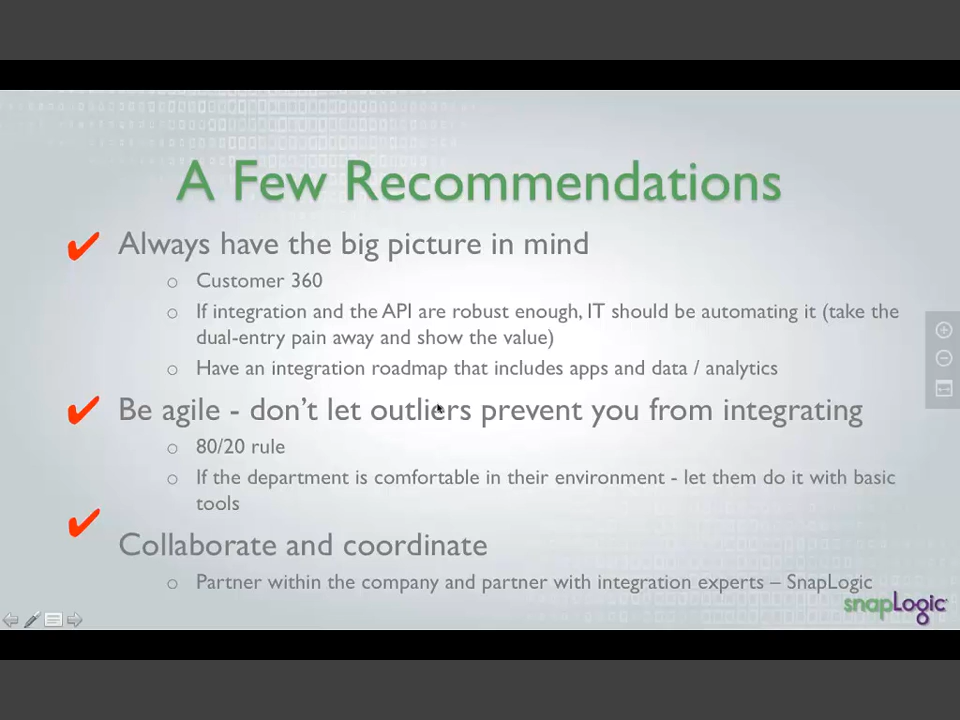 A Few Recommendations
✔ Always have the big picture in mind
o Customer 360
o If integration and the API are robust enough, IT should be automating it (take the
dual-entry pain away and show the value)
o Have an integration roadmap that includes apps and data / analytics
✔ Be agile - don't let outliers prevent you from integrating
o 80/20 rule
o If the department is comfortable in their environment - let them do it with basic
tools
✔ Collaborate and coordinate
o Partner within the company and partner with integration experts – SnapLogic
snapLogic